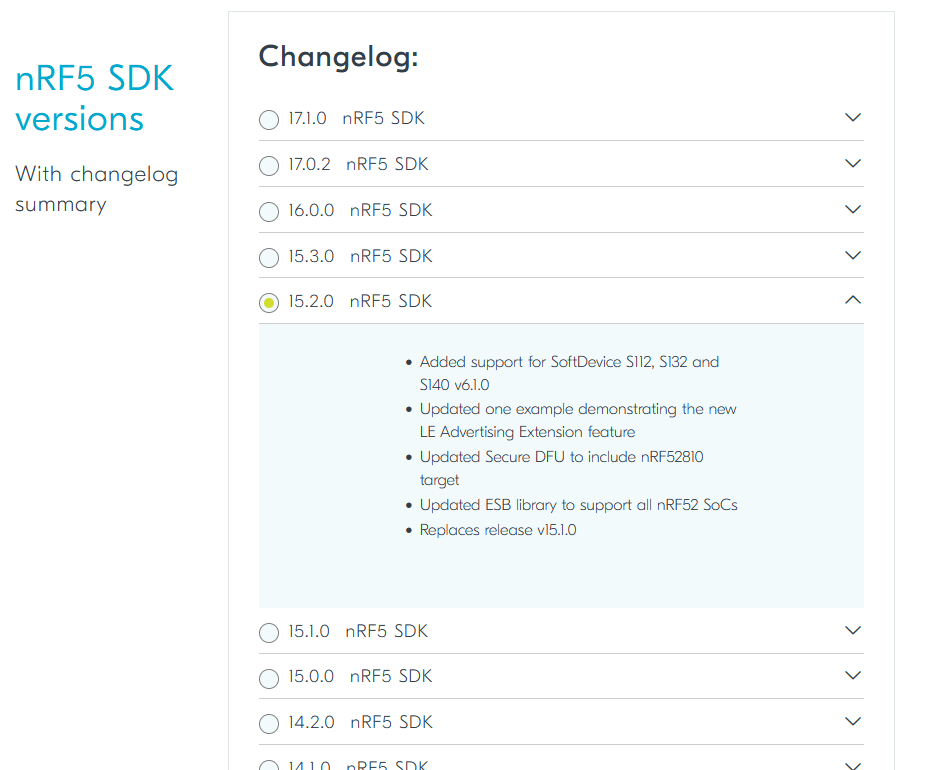 nRF5 SDK
versions
With changelog
summary
Changelog:
17.1.0 nRF5 SDK
17.0.2 nRF5 SDK
16.0.0 nRF5 SDK
15.3.0 nRF5 SDK
15.2.0 nRF5 SDK
• Added support for SoftDevice S112, S132 and
S140 v6.1.0
• Updated one example demonstrating the new
LE Advertising Extension feature
• Updated Secure DFU to include nRF52810
target
• Updated ESB library to support all nRF52 SoCs
• Replaces release v15.1.0
15.1.0 nRF5 SDK
15.0.0 nRF5 SDK
14.2.0 nRF5 SDK
14.1.0 nRF5 SDK